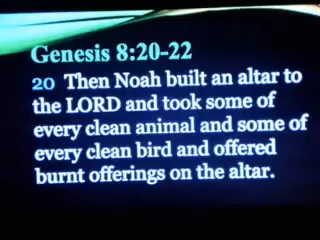 Genesis 8:20-22
20 Then Noah built an altar to
the LORD and took some of
every clean animal and some of
every clean bird and offered
burnt offerings on the altar.